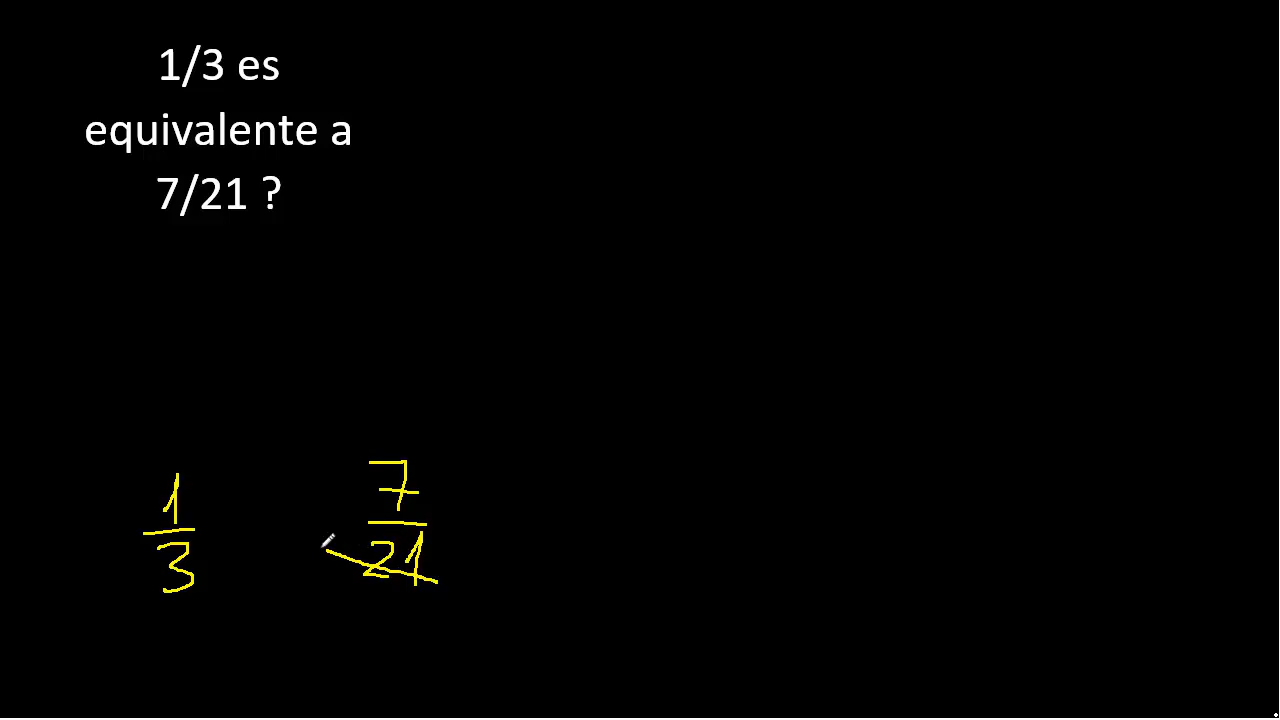 1/3 es
equivalente a
7/21 ?
1 7
3 21